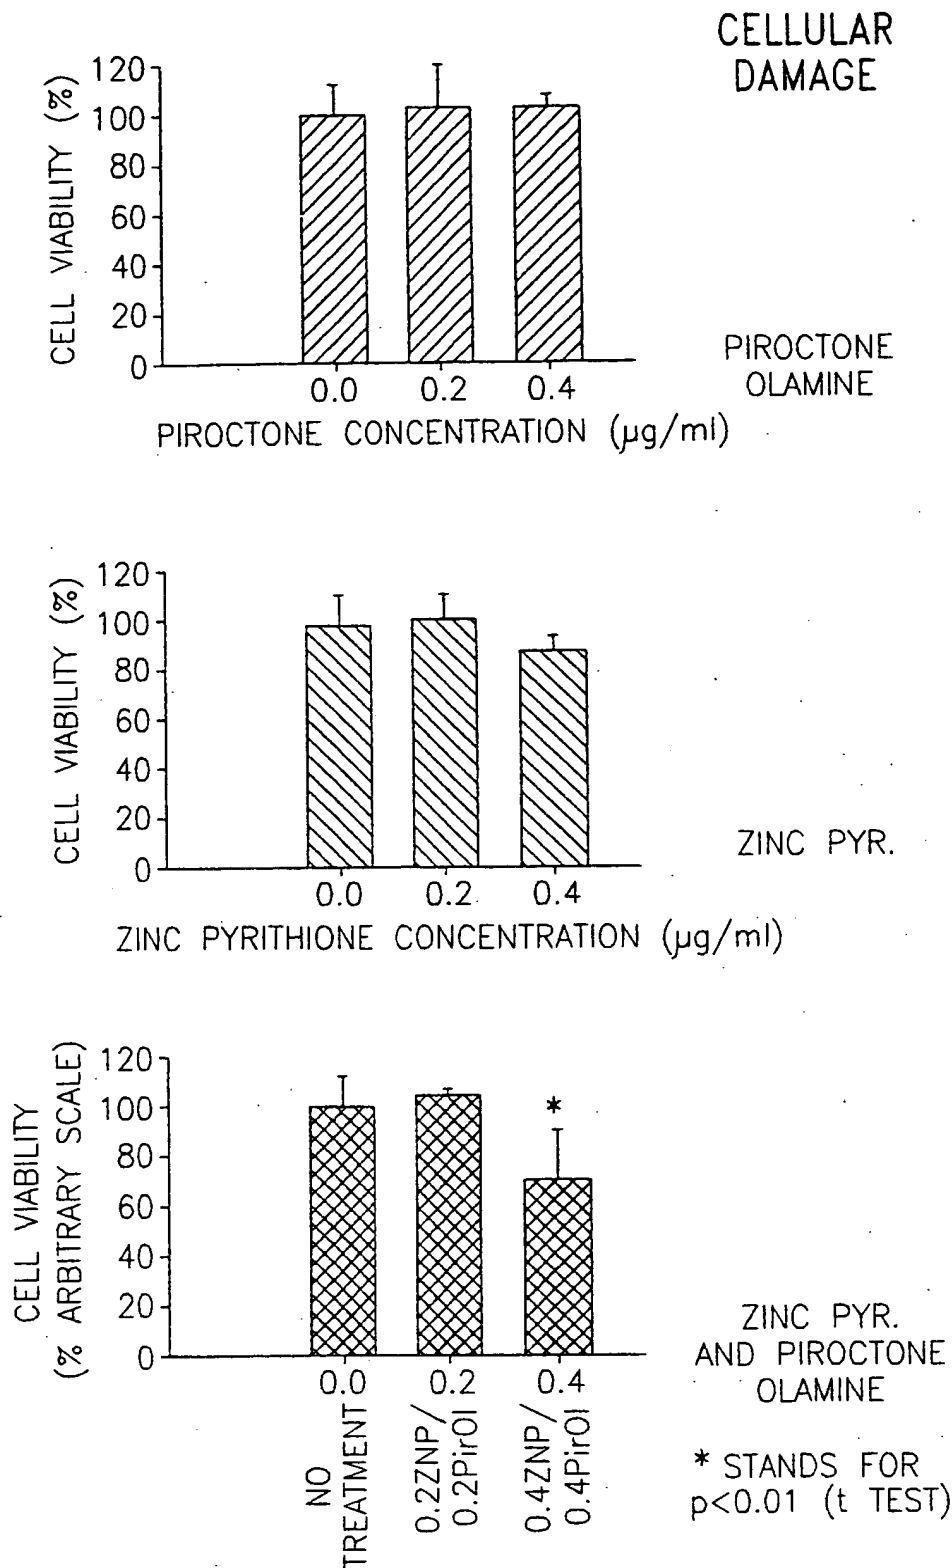 CELLULAR
DAMAGE
CELL VIABILITY (%)
120
100
80
60
40
20
0
0.0 0.2 0.4
PIROCTONE CONCENTRATION (µg/ml)
PIROCTONE
OLAMINE
CELL VIABILITY (%)
120
100
80
60
40
20
0
0.0 0.2 0.4
ZINC PYRITHIONE CONCENTRATION (µg/ml)
ZINC PYR.
CELL VIABILITY
(% ARBITRARY SCALE)
120
100
80
60
40
20
0
*
0.0 0.2 0.4
NO
TREATMENT
0.2ZNP/
0.2PirOl
0.4ZNP/
0.4PirOl
ZINC PYR.
AND PIROCTONE
OLAMINE
* STANDS FOR
p<0.01 (t TEST)